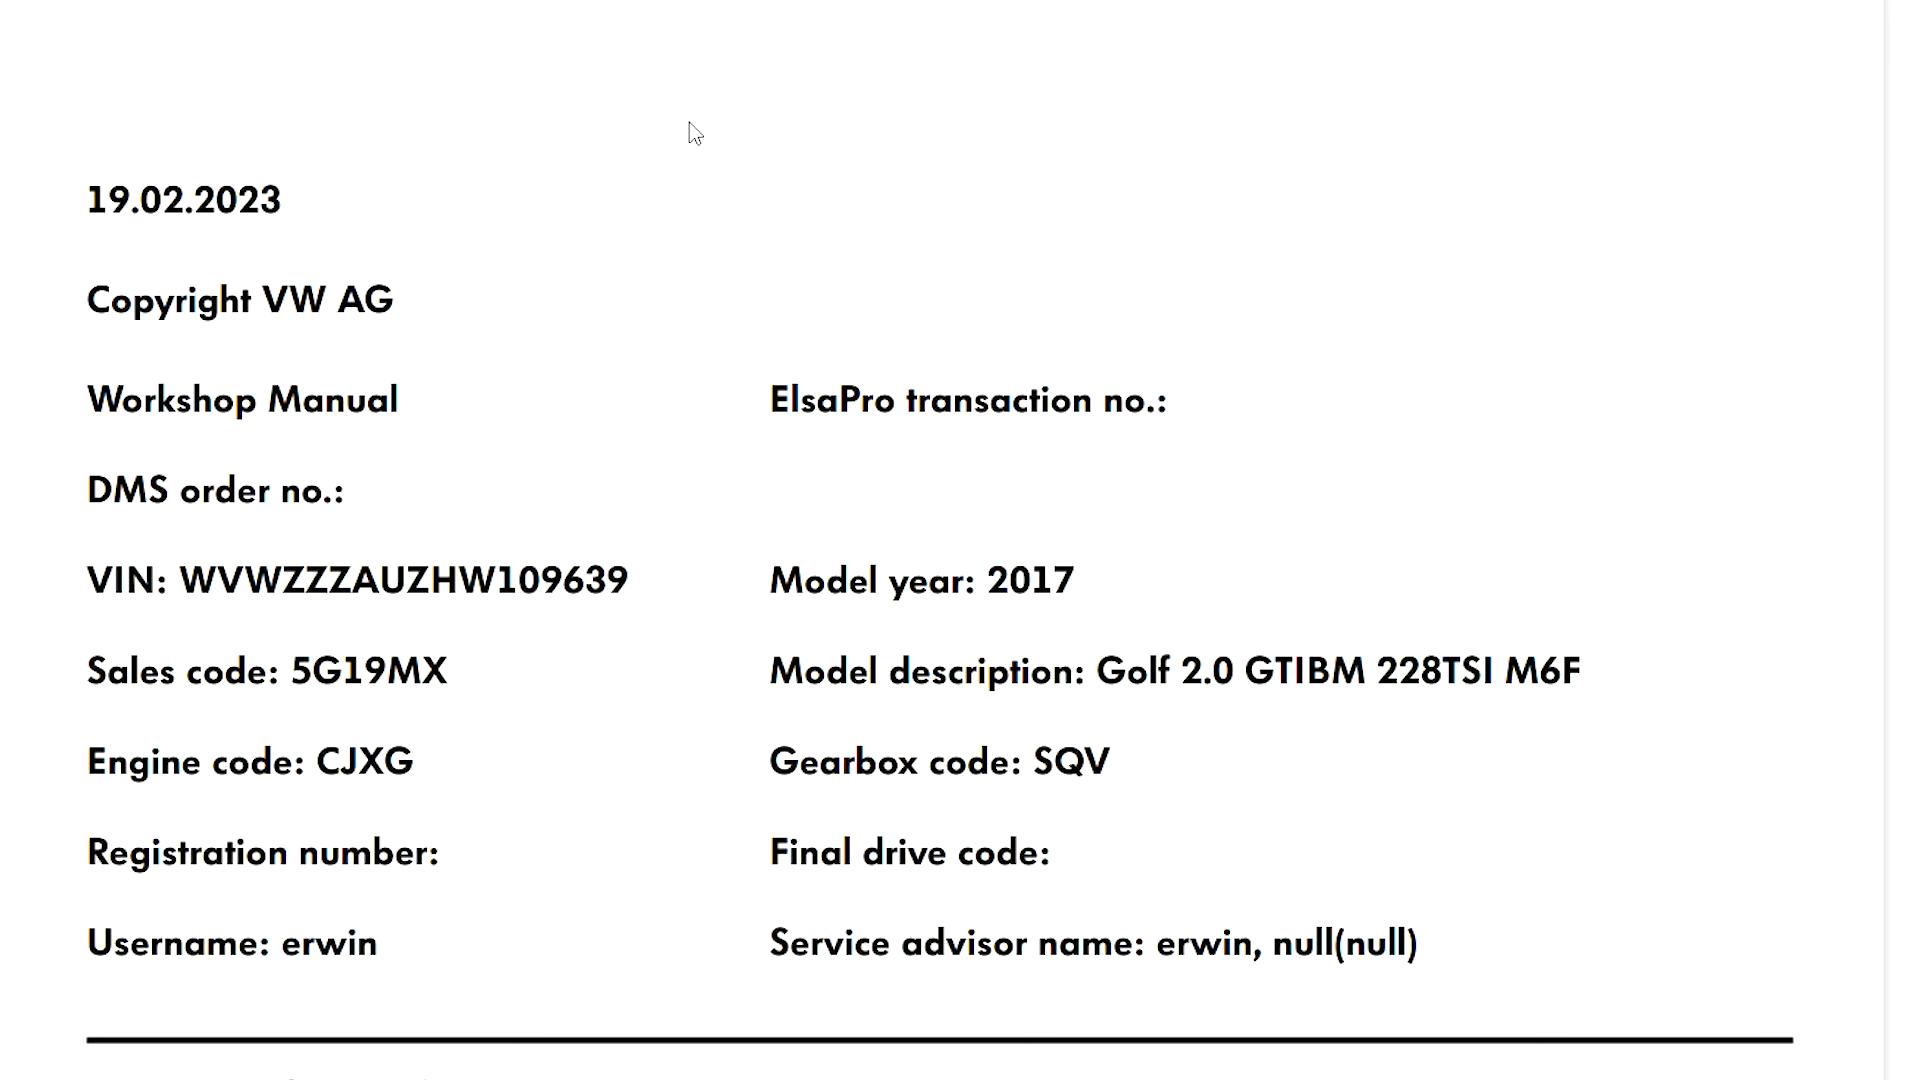 19.02.2023
Copyright VW AG
Workshop Manual ElsaPro transaction no.:
DMS order no.:
VIN: WVWZZZAUZHW109639 Model year: 2017
Sales code: 5G19MX Model description: Golf 2.0 GTIBM 228TSI M6F
Engine code: CJXG Gearbox code: SQV
Registration number: Final drive code:
Username: erwin Service advisor name: erwin, null(null)